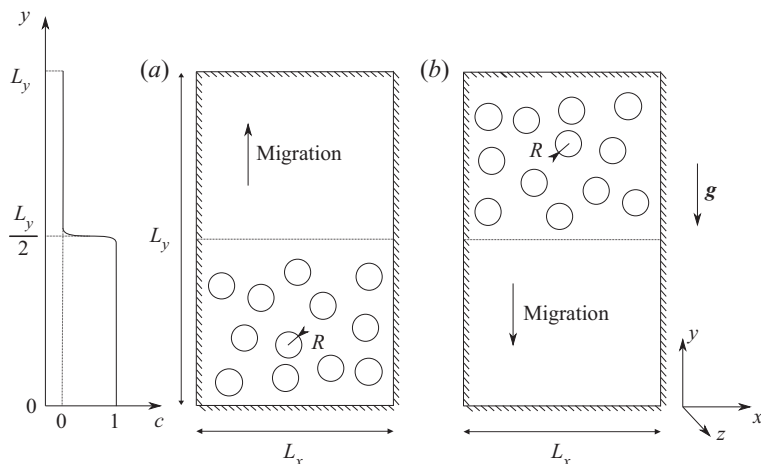 y
L_y
L_y
2
0
0 1 c
(a)
Migration
L_y
R
L_x
(b)
R
Migration
L_x
g
y
x
z